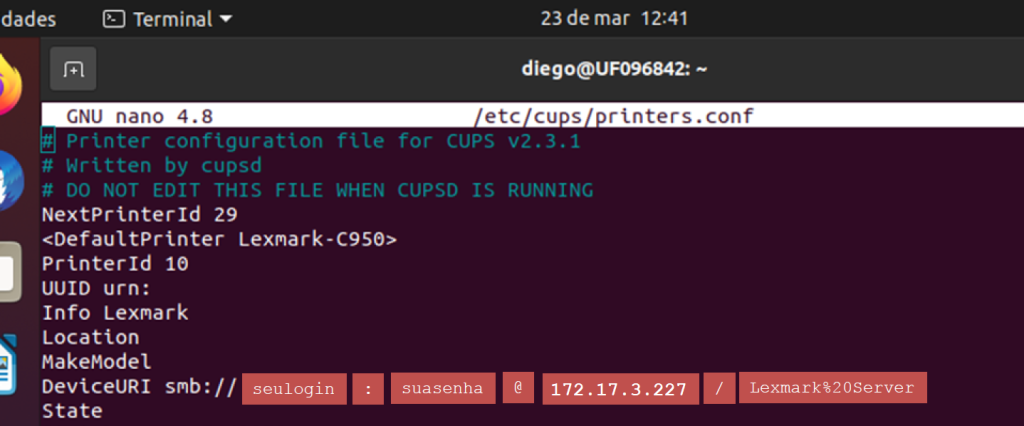 dades Terminal 23 de mar 12:41
diego@UF096842: ~
GNU nano 4.8 /etc/cups/printers.conf
# Printer configuration file for CUPS v2.3.1
# Written by cupsd
# DO NOT EDIT THIS FILE WHEN CUPSD IS RUNNING
NextPrinterId 29
<DefaultPrinter Lexmark-C950>
PrinterId 10
UUID urn:
Info Lexmark
Location
MakeModel
DeviceURI smb:// seulogin : suasenha @ 172.17.3.227 / Lexmark%20Server
State